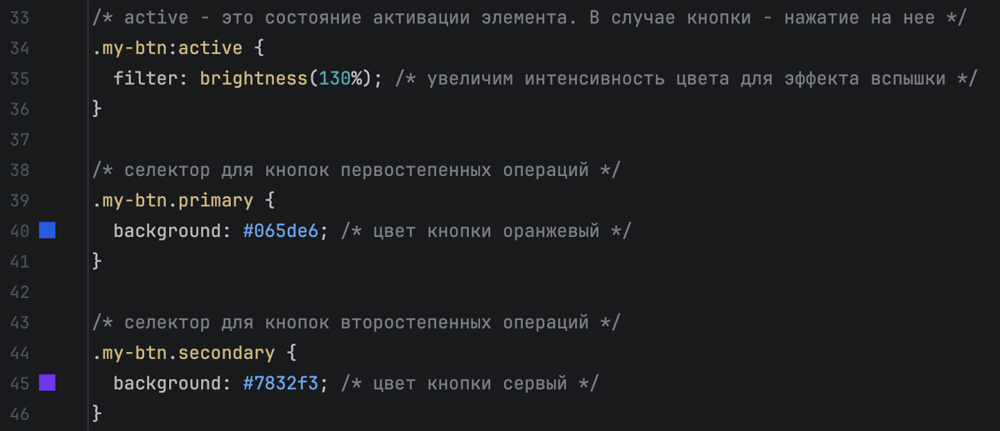 33 /* active - это состояние активации элемента. В случае кнопки - нажатие на нее */
34 .my-btn:active {
35   filter: brightness(130%); /* увеличим интенсивность цвета для эффекта вспышки */
36 }
37
38 /* селектор для кнопок первостепенных операций */
39 .my-btn.primary {
40   background: #065de6; /* цвет кнопки оранжевый */
41 }
42
43 /* селектор для кнопок второстепенных операций */
44 .my-btn.secondary {
45   background: #7832f3; /* цвет кнопки сервый */
46 }